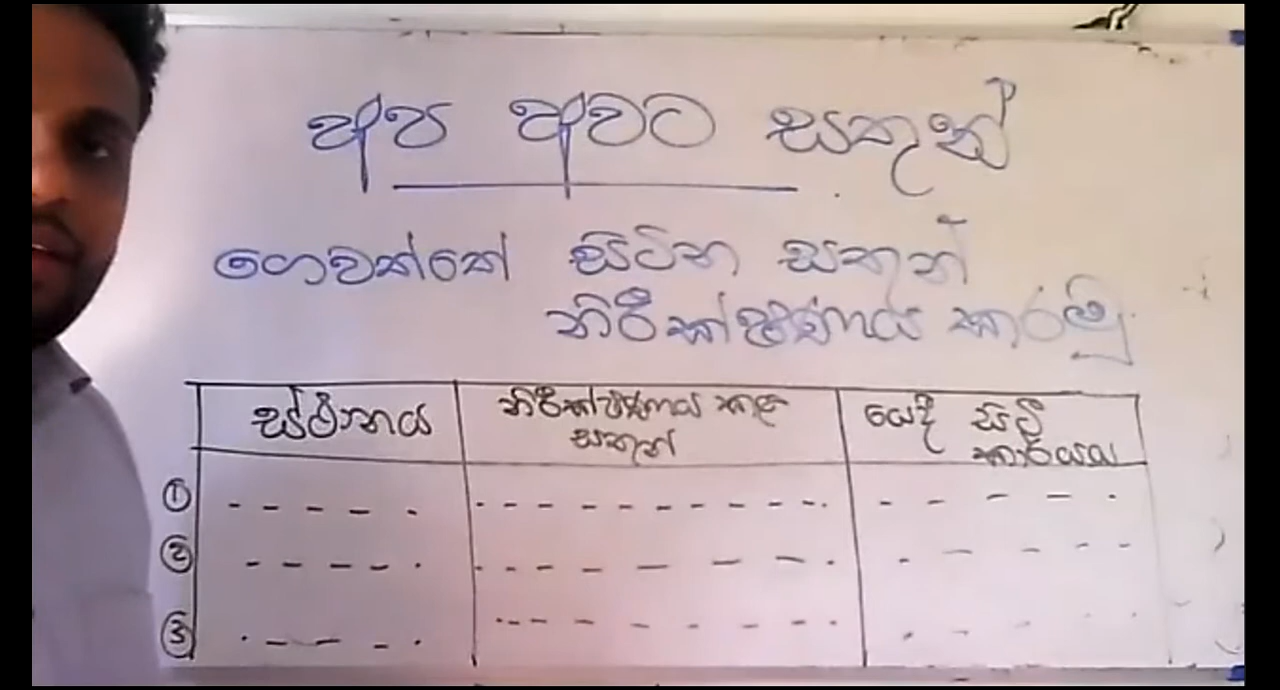 අප අවට සතුන්
ගෙවත්තේ සිටින සතුන්
නිරීක්ෂණය කරමු
ස්ථානය
නිරීක්ෂණය කළ
සතුන්
යෙදී සිටි
කාර්යය
①
②
③